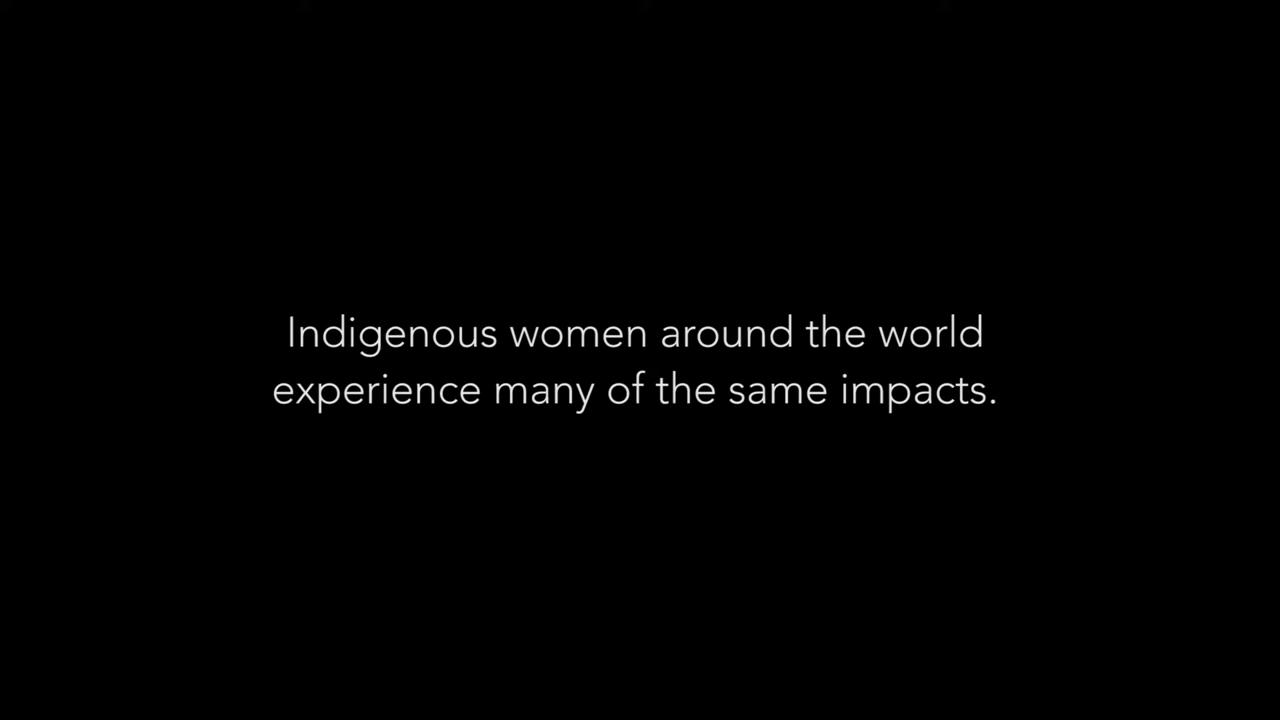 Indigenous women around the world
experience many of the same impacts.